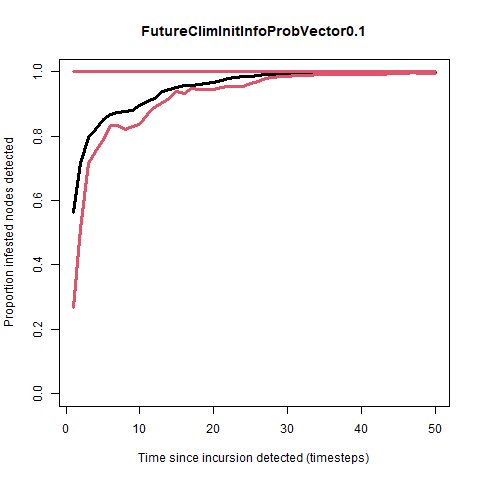 FutureClimInitInfoProbVector0.1
Proportion infested nodes detected
1.0
0.8
0.6
0.4
0.2
0.0
0 10 20 30 40 50
Time since incursion detected (timesteps)